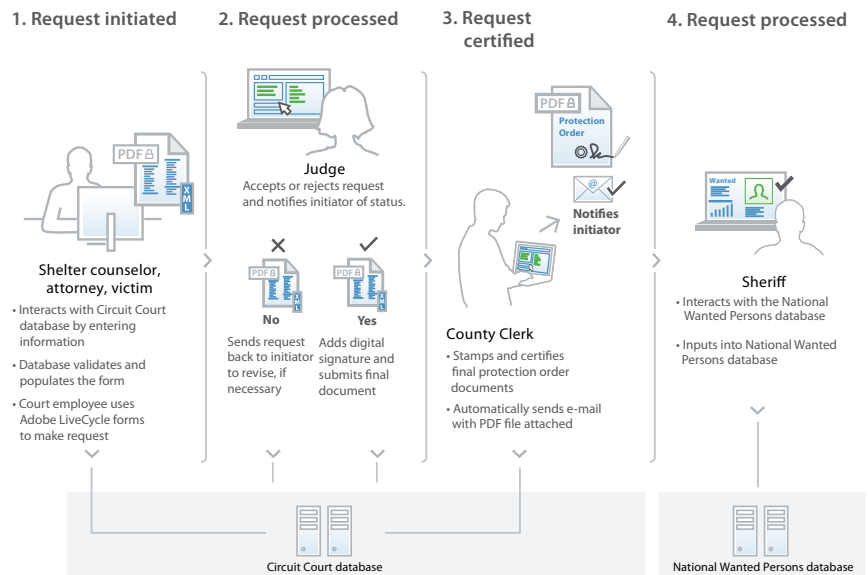 1. Request initiated
PDF
XML
Shelter counselor,
attorney, victim
• Interacts with Circuit Court
database by entering
information
• Database validates and
populates the form
• Court employee uses
Adobe LiveCycle forms
to make request
2. Request processed
Judge
Accepts or rejects request
and notifies initiator of status.
PDF
XML
No
Sends request
back to initiator
to revise, if
necessary
PDF
XML
Yes
Adds digital
signature and
submits final
document
3. Request
certified
PDF
Protection
Order
@
Notifies
initiator
County Clerk
• Stamps and certifies
final protection order
documents
• Automatically sends e-mail
with PDF file attached
4. Request processed
Wanted
Sheriff
• Interacts with the National
Wanted Persons database
• Inputs into National Wanted
Persons database
Circuit Court database
National Wanted Persons database